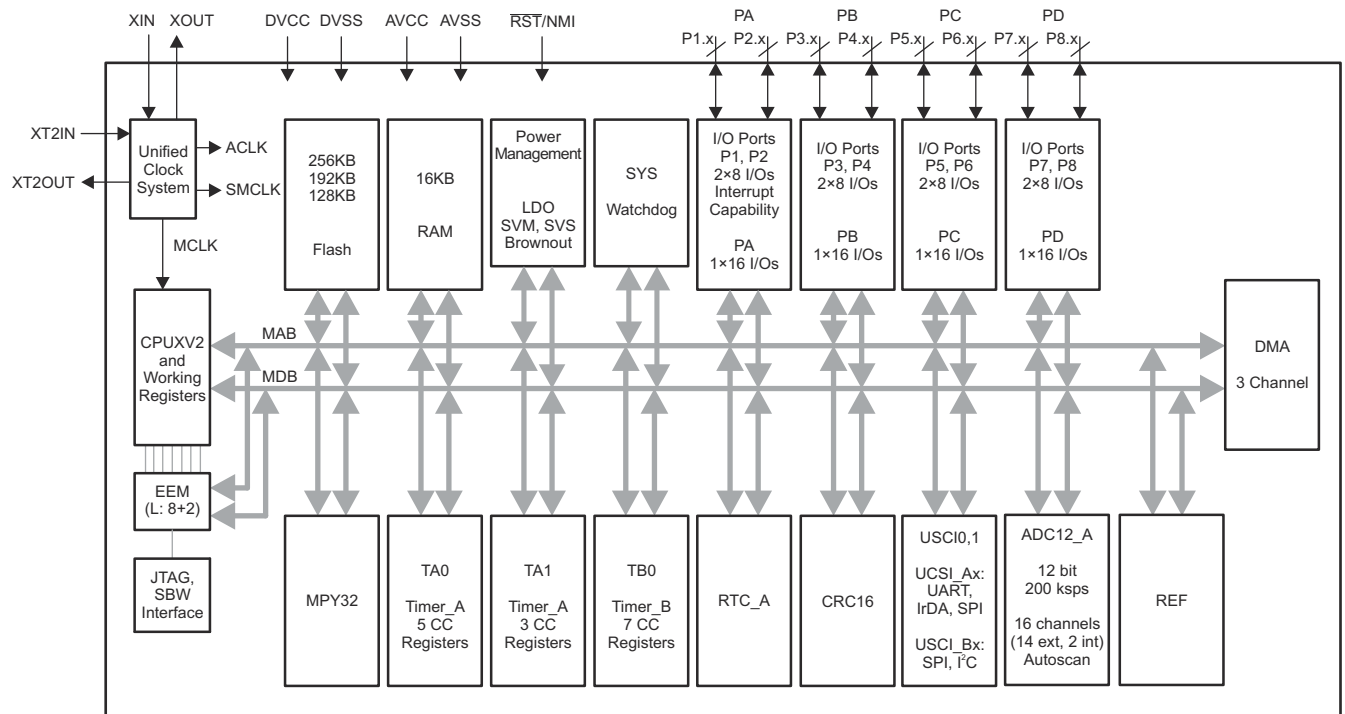 XIN XOUT DVCC DVSS AVCC AVSS RST/NMI PA PB PC PD
P1.x P2.x P3.x P4.x P5.x P6.x P7.x P8.x
XT2IN
XT2OUT
Unified
Clock
System
ACLK
SMCLK
MCLK
256KB
192KB
128KB
Flash
16KB
RAM
Power
Management
LDO
SVM, SVS
Brownout
SYS
Watchdog
I/O Ports
P1, P2
2×8 I/Os
Interrupt
Capability
PA
1×16 I/Os
I/O Ports
P3, P4
2×8 I/Os
PB
1×16 I/Os
I/O Ports
P5, P6
2×8 I/Os
PC
1×16 I/Os
I/O Ports
P7, P8
2×8 I/Os
PD
1×16 I/Os
CPUXV2
and
Working
Registers
MAB
MDB
DMA
3 Channel
EEM
(L: 8+2)
JTAG,
SBW
Interface
MPY32
TA0
Timer_A
5 CC
Registers
TA1
Timer_A
3 CC
Registers
TB0
Timer_B
7 CC
Registers
RTC_A
CRC16
USCI0,1
UCSI_Ax:
UART,
IrDA, SPI
USCI_Bx:
SPI, I²C
ADC12_A
12 bit
200 ksps
16 channels
(14 ext, 2 int)
Autoscan
REF